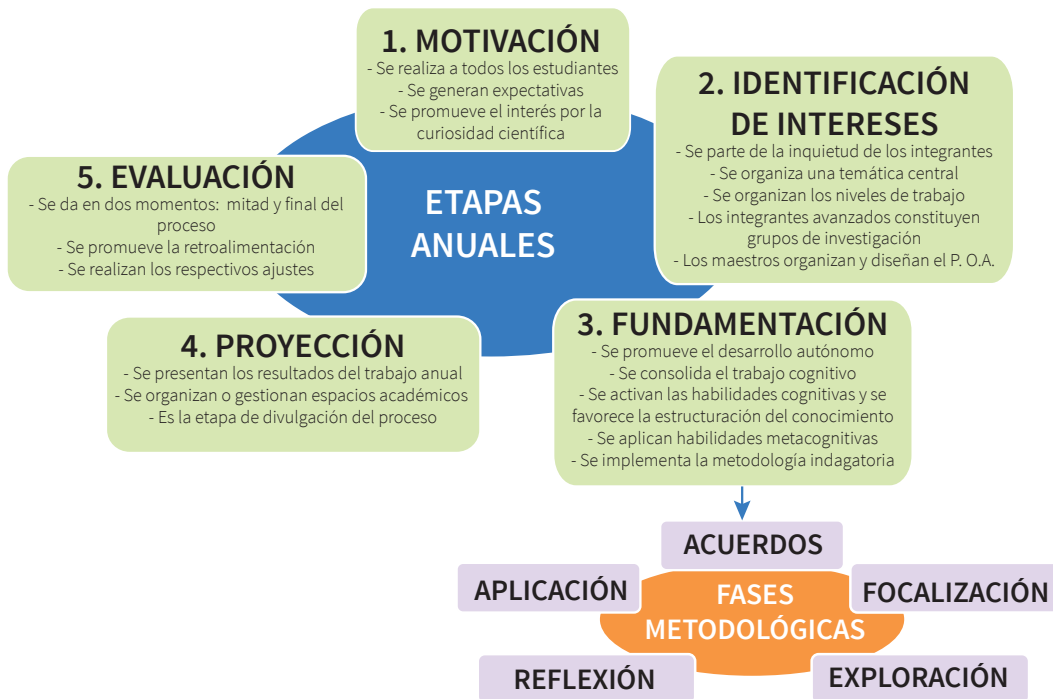 1. MOTIVACIÓN
- Se realiza a todos los estudiantes
- Se generan expectativas
- Se promueve el interés por la
curiosidad científica
2. IDENTIFICACIÓN
DE INTERESES
- Se parte de la inquietud de los integrantes
- Se organiza una temática central
- Se organizan los niveles de trabajo
- Los integrantes avanzados constituyen
grupos de investigación
- Los maestros organizan y diseñan el P. O.A.
5. EVALUACIÓN
- Se da en dos momentos: mitad y final del
proceso
- Se promueve la retroalimentación
- Se realizan los respectivos ajustes
ETAPAS
ANUALES
3. FUNDAMENTACIÓN
- Se promueve el desarrollo autónomo
- Se consolida el trabajo cognitivo
- Se activan las habilidades cognitivas y se
favorece la estructuración del conocimiento
- Se aplican habilidades metacognitivas
- Se implementa la metodología indagatoria
4. PROYECCIÓN
- Se presentan los resultados del trabajo anual
- Se organizan o gestionan espacios académicos
- Es la etapa de divulgación del proceso
ACUERDOS
APLICACIÓN
FASES
METODOLÓGICAS
FOCALIZACIÓN
REFLEXIÓN
EXPLORACIÓN